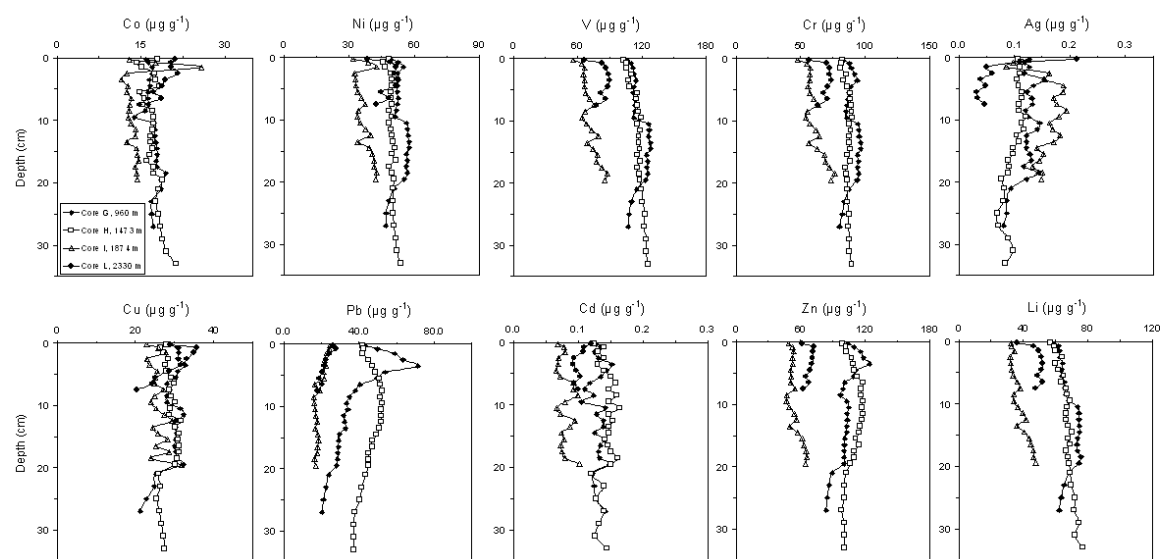 Co (µg g-1)
0 15 30
Ni (µg g-1)
0 30 60 90
V (µg g-1)
0 60 120 180
Cr (µg g-1)
0 50 100 150
Ag (µg g-1)
0.0 0.1 0.2 0.3
Depth (cm)
0
10
20
30
Core G, 960 m
Core H, 1473 m
Core I, 1874 m
Core L, 2330 m
Cu (µg g-1)
0 20 40
Pb (µg g-1)
0.0 40.0 80.0
Cd (µg g-1)
0.0 0.1 0.2 0.3
Zn (µg g-1)
0 60 120 180
Li (µg g-1)
0 40 80 120
Depth (cm)
0
10
20
30